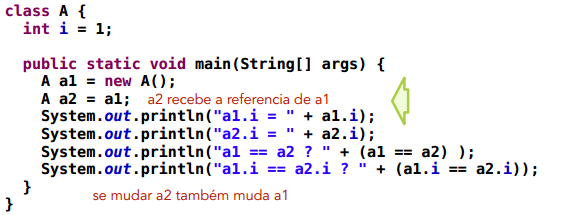 class A {
int i = 1;
public static void main(String[] args) {
A a1 = new A();
A a2 = a1; a2 recebe a referencia de a1
System.out.println("a1.i = " + a1.i);
System.out.println("a2.i = " + a2.i);
System.out.println("a1 == a2 ? " + (a1 == a2) );
System.out.println("a1.i == a2.i ? " + (a1.i == a2.i));
}
se mudar a2 também muda a1
}